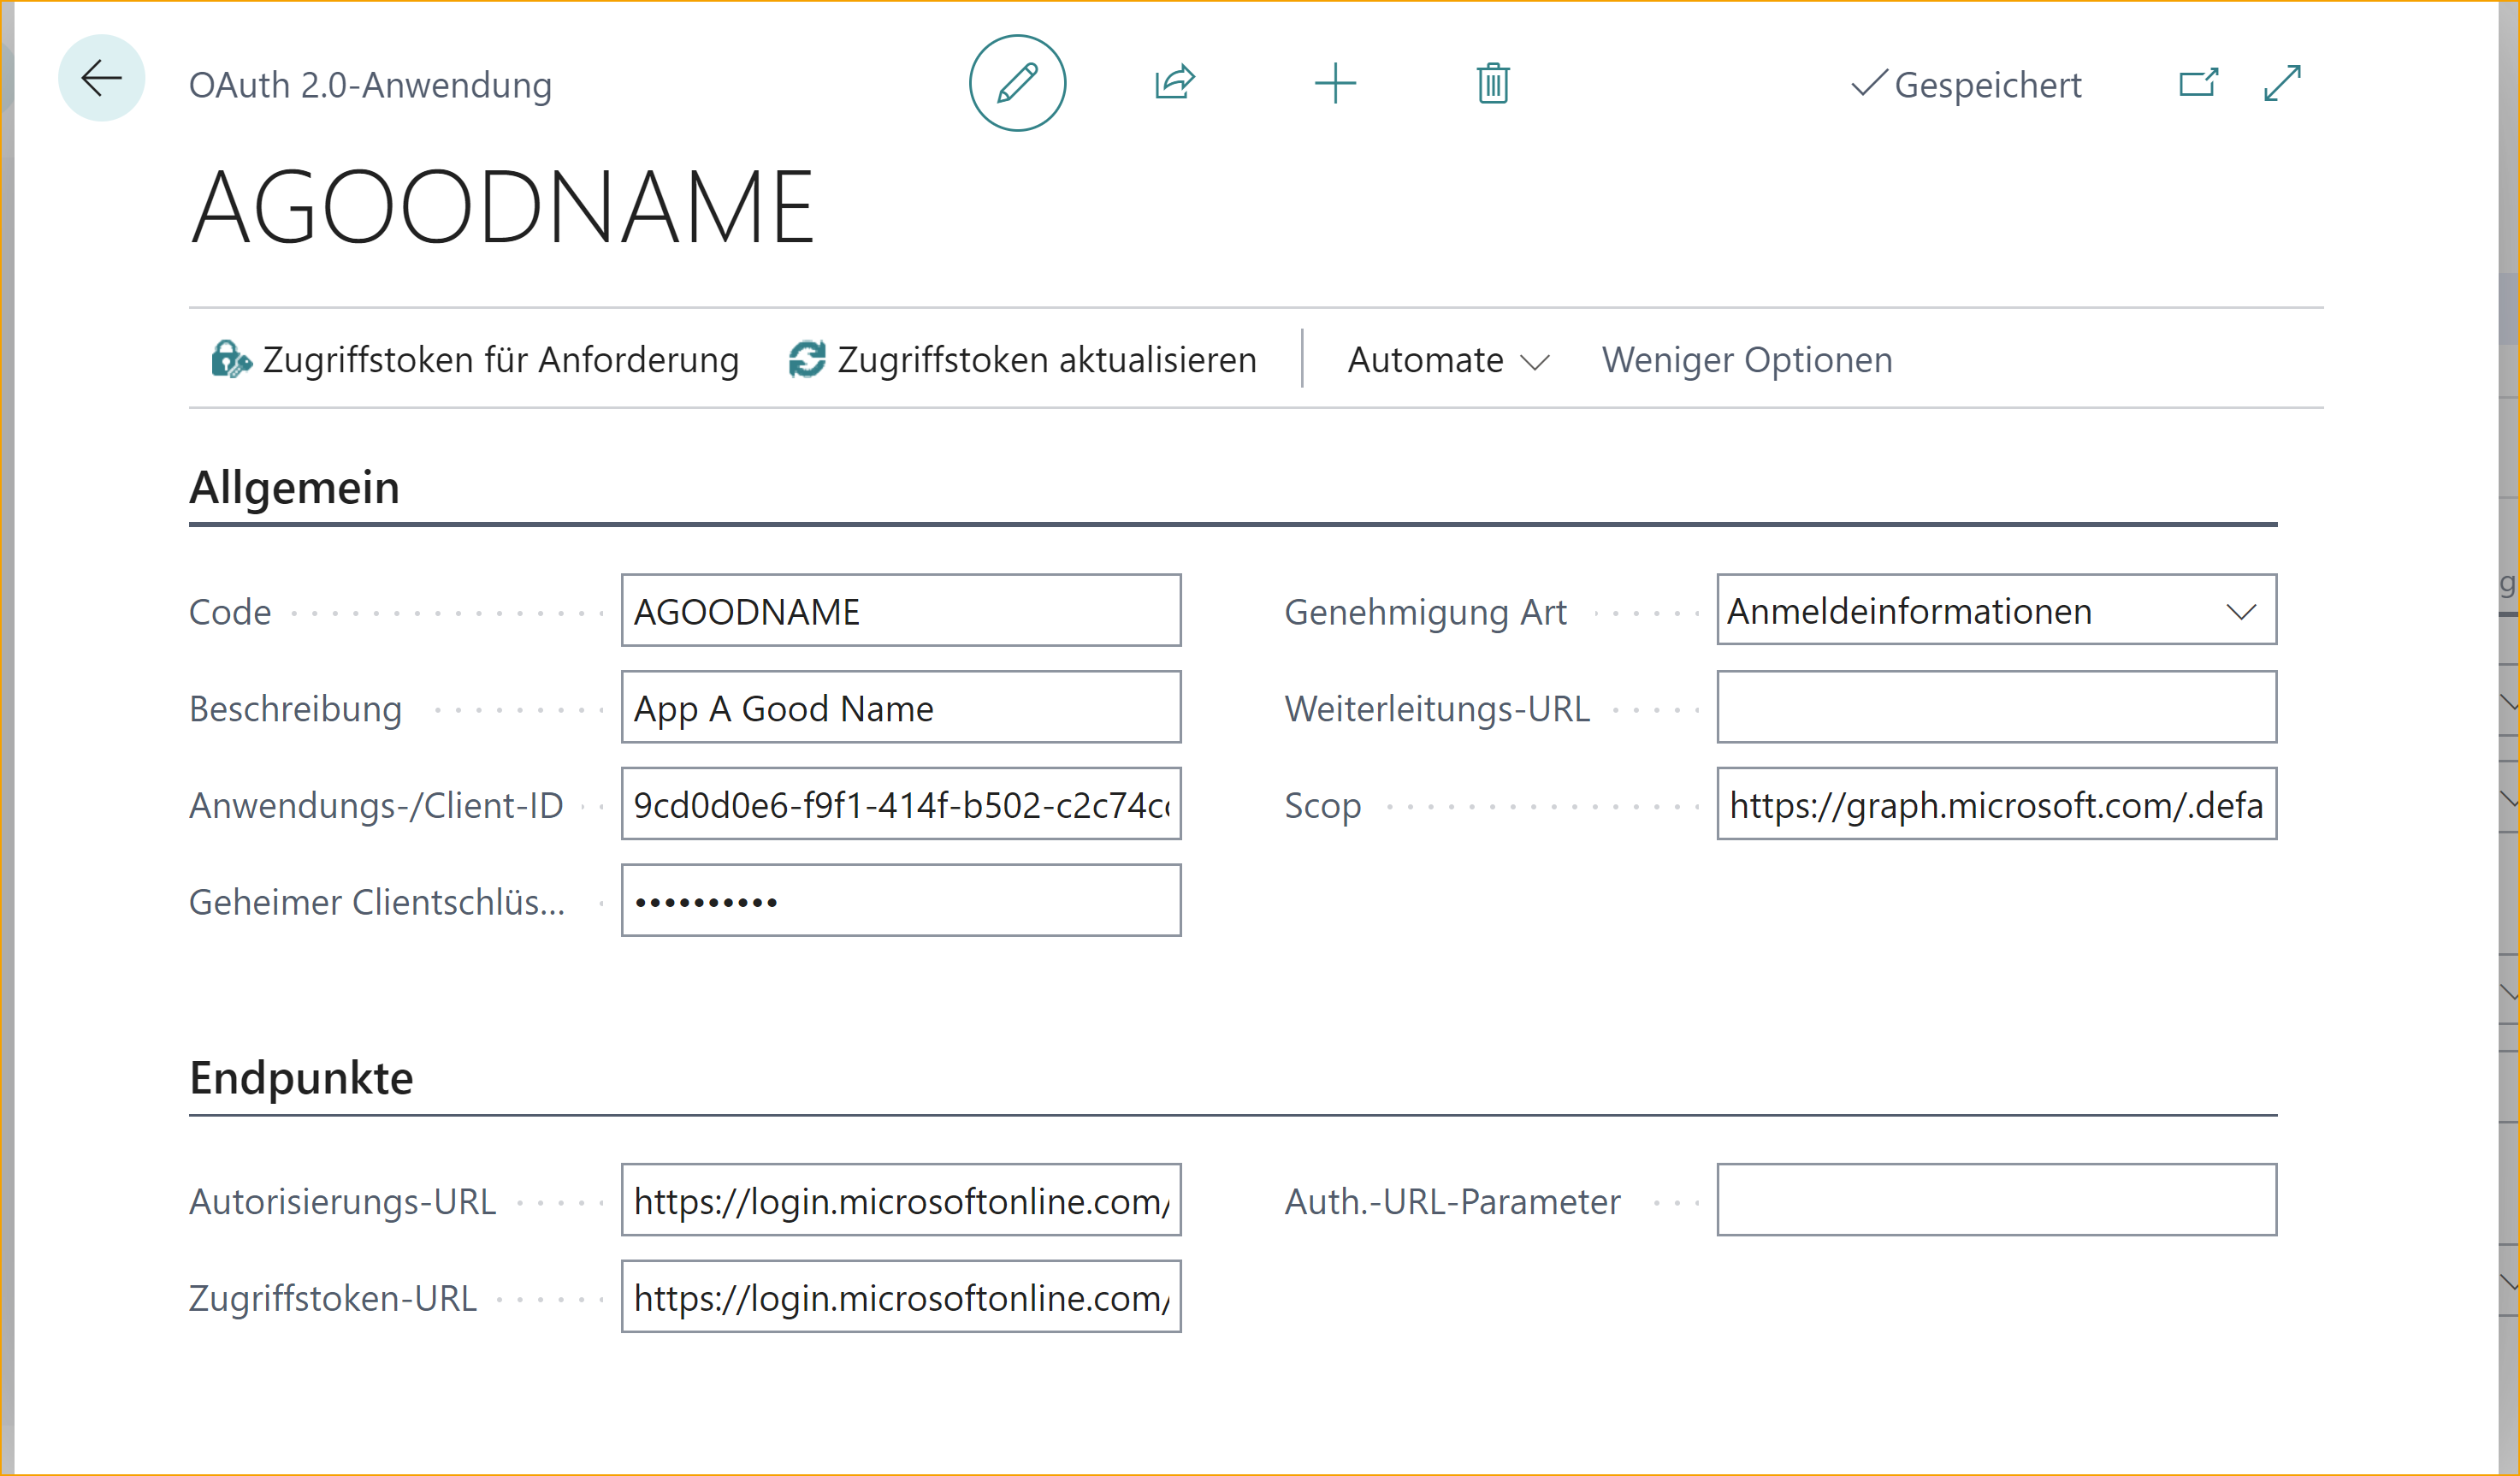 OAuth 2.0-Anwendung
Gespeichert
AGOODNAME
Zugriffstoken für Anforderung
Zugriffstoken aktualisieren
Automate
Weniger Optionen
Allgemein
Code
AGOODNAME
Genehmigung Art
Anmeldeinformationen
Beschreibung
App A Good Name
Weiterleitungs-URL
Anwendungs-/Client-ID
9cd0d0e6-f9f1-414f-b502-c2c74c
Scop
https://graph.microsoft.com/.defa
Geheimer Clientschlüs...
••••••••••
Endpunkte
Autorisierungs-URL
https://login.microsoftonline.com/
Auth.-URL-Parameter
Zugriffstoken-URL
https://login.microsoftonline.com/